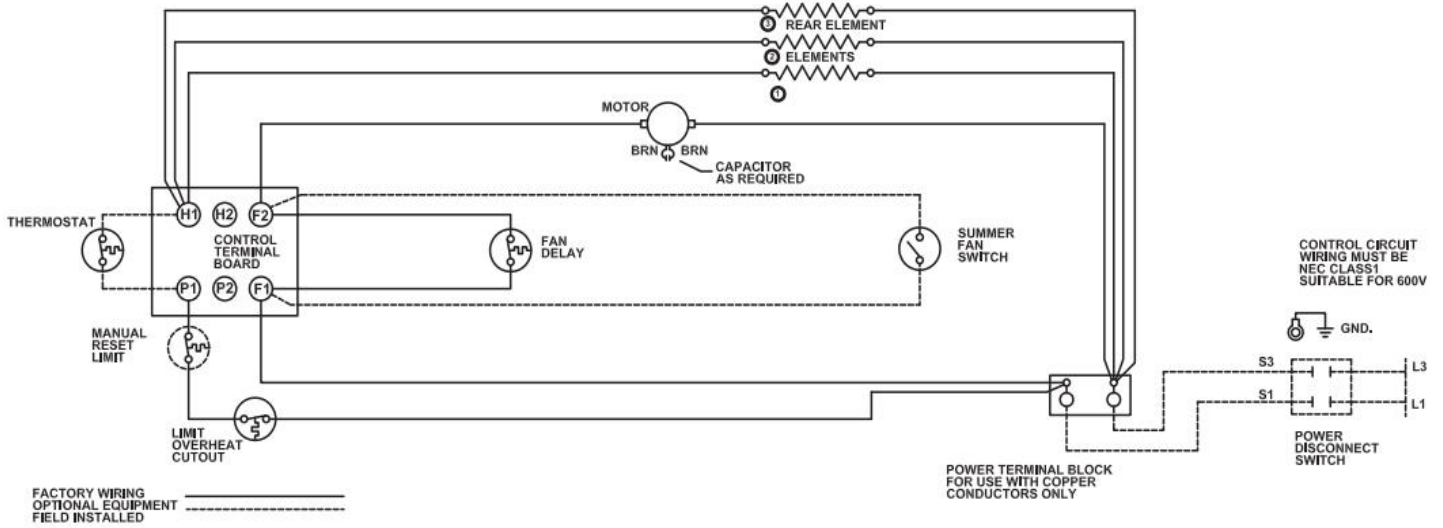 3 REAR ELEMENT
2 ELEMENTS
1
MOTOR
BRN BRN
CAPACITOR
AS REQUIRED
THERMOSTAT
H1 H2 F2
CONTROL
TERMINAL
BOARD
P1 P2 F1
FAN
DELAY
SUMMER
FAN
SWITCH
CONTROL CIRCUIT
WIRING MUST BE
NEC CLASS1
SUITABLE FOR 600V
GND.
MANUAL
RESET
LIMIT
S3
L3
S1
L1
LIMIT
OVERHEAT
CUTOUT
POWER
DISCONNECT
SWITCH
POWER TERMINAL BLOCK
FOR USE WITH COPPER
CONDUCTORS ONLY
FACTORY WIRING
OPTIONAL EQUIPMENT
FIELD INSTALLED